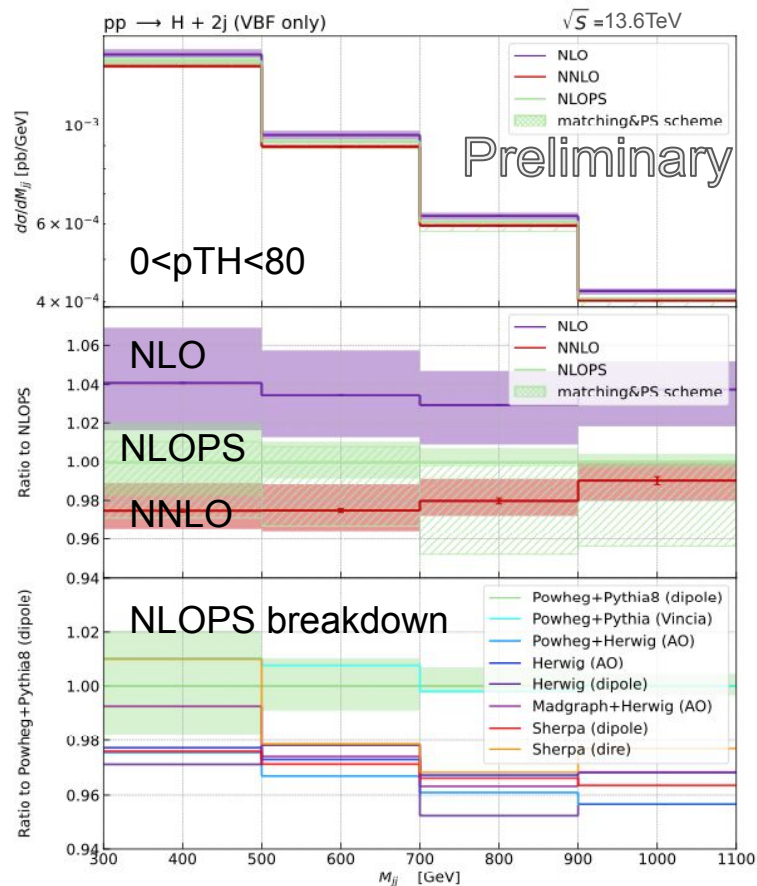 pp → H + 2j (VBF only)
√S =13.6TeV
NLO
NNLO
NLOPS
matching&PS scheme
Preliminary
dσ/dM_jj [pb/GeV]
10⁻³
6 × 10⁻⁴
4 × 10⁻⁴
0<pTH<80
NLO
NNLO
NLOPS
matching&PS scheme
Ratio to NLOPS
1.06
1.04
1.02
1.00
0.98
0.96
0.94
NLO
NLOPS
NNLO
NLOPS breakdown
Powheg+Pythia8 (dipole)
Powheg+Pythia (Vincia)
Powheg+Herwig (AO)
Herwig (AO)
Herwig (dipole)
Madgraph+Herwig (AO)
Sherpa (dipole)
Sherpa (dire)
Ratio to Powheg+Pythia8 (dipole)
1.02
1.00
0.98
0.96
0.94
300 400 500 600 700 800 900 1000 1100
M_jj [GeV]